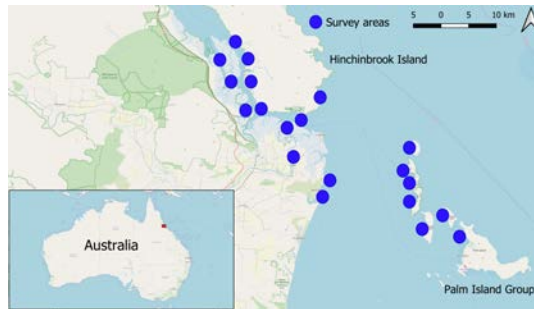 Survey areas
5 0 5 10 km
Hinchinbrook Island
Australia
Palm Island Group